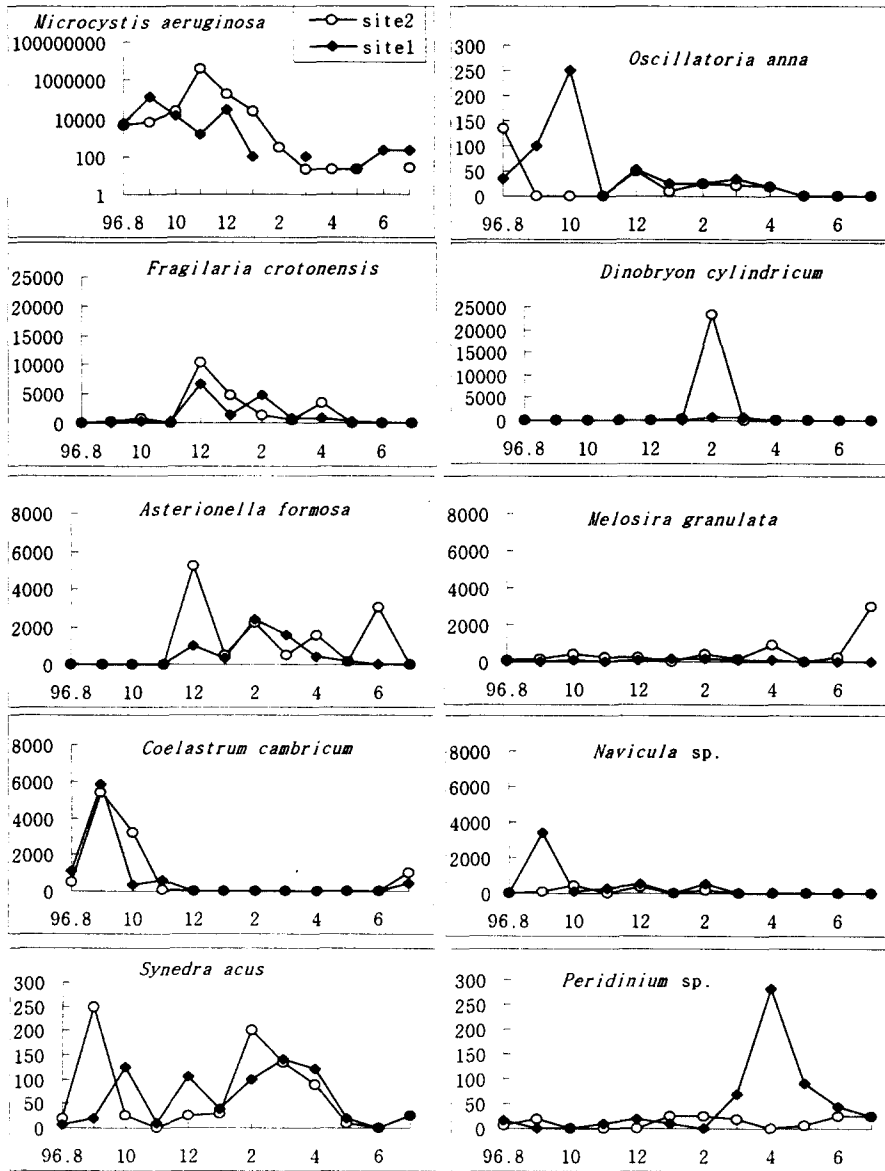 Microcystis aeruginosa
site2
site1
100000000
1000000
10000
100
1
96.8 10 12 2 4 6
Oscillatoria anna
300
250
200
150
100
50
0
96.8 10 12 2 4 6
Fragilaria crotonensis
25000
20000
15000
10000
5000
0
96.8 10 12 2 4 6
Dinobryon cylindricum
25000
20000
15000
10000
5000
0
96.8 10 12 2 4 6
Asterionella formosa
8000
6000
4000
2000
0
96.8 10 12 2 4 6
Melosira granulata
8000
6000
4000
2000
0
96.8 10 12 2 4 6
Coelastrum cambricum
8000
6000
4000
2000
0
96.8 10 12 2 4 6
Navicula sp.
8000
6000
4000
2000
0
96.8 10 12 2 4 6
Synedra acus
300
250
200
150
100
50
0
96.8 10 12 2 4 6
Peridinium sp.
300
250
200
150
100
50
0
96.8 10 12 2 4 6